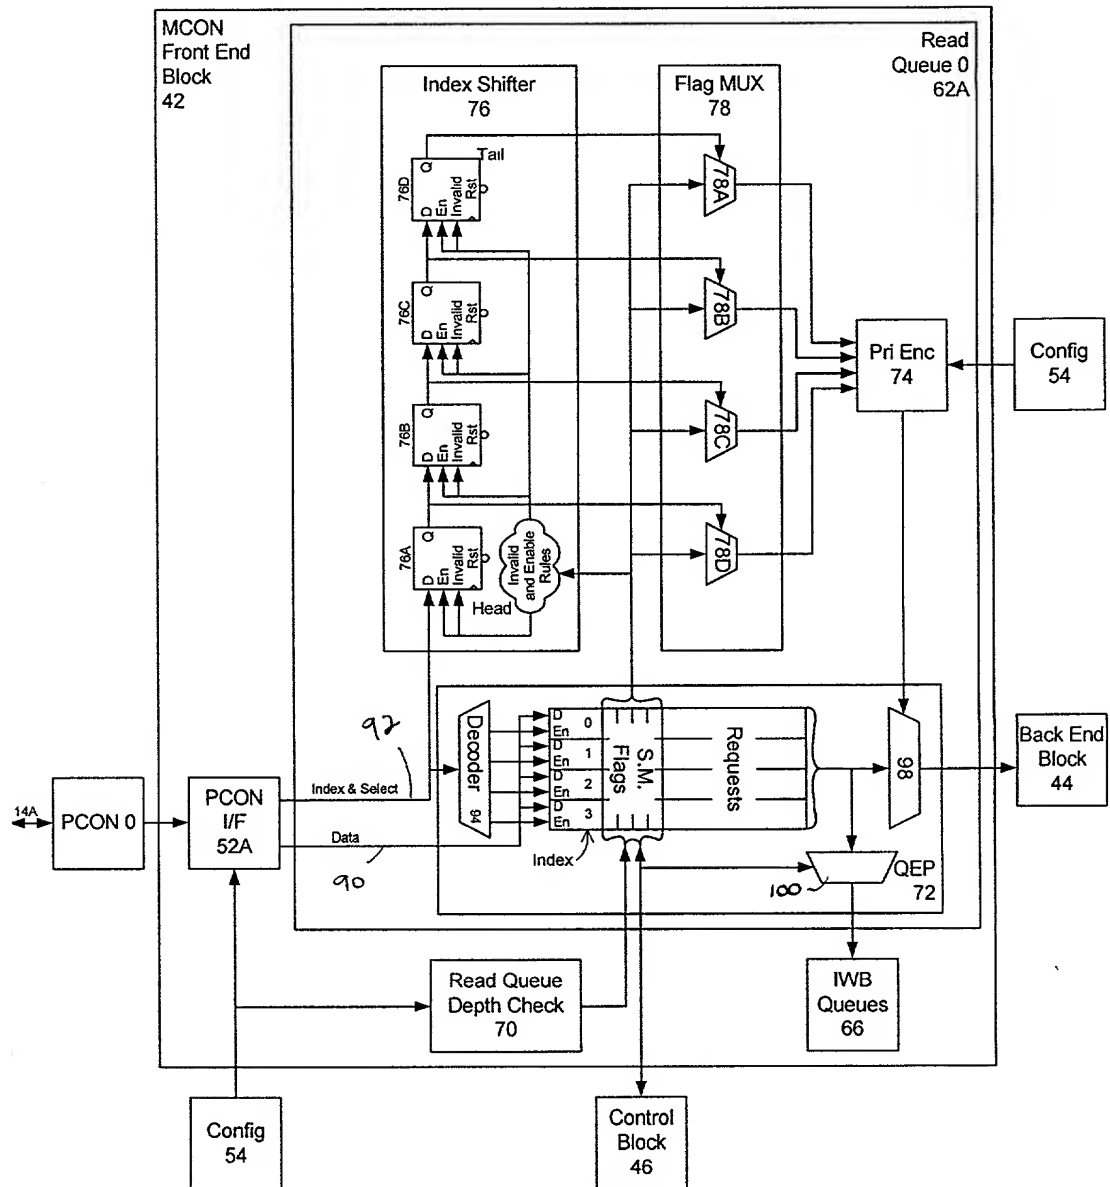 MCON
Front End
Block
42
Read
Queue 0
62A
Index Shifter
76
Flag MUX
78
Tail
76D
Q
D
En
Invalid
Rst
78A
76C
Q
D
En
Invalid
Rst
78B
Pri Enc
74
Config
54
76B
Q
D
En
Invalid
Rst
78C
76A
Q
D
En
Invalid
Rst
Invalid
and Enable
Rules
Head
78D
92
Decoder
94
D
En
0
D
En
1
D
En
2
D
En
3
S.M.
Flags
Requests
98
Back End
Block
44
14A
PCON 0
PCON
I/F
52A
Index & Select
Data
90
Index
100
QEP
72
Read Queue
Depth Check
70
IWB
Queues
66
Config
54
Control
Block
46